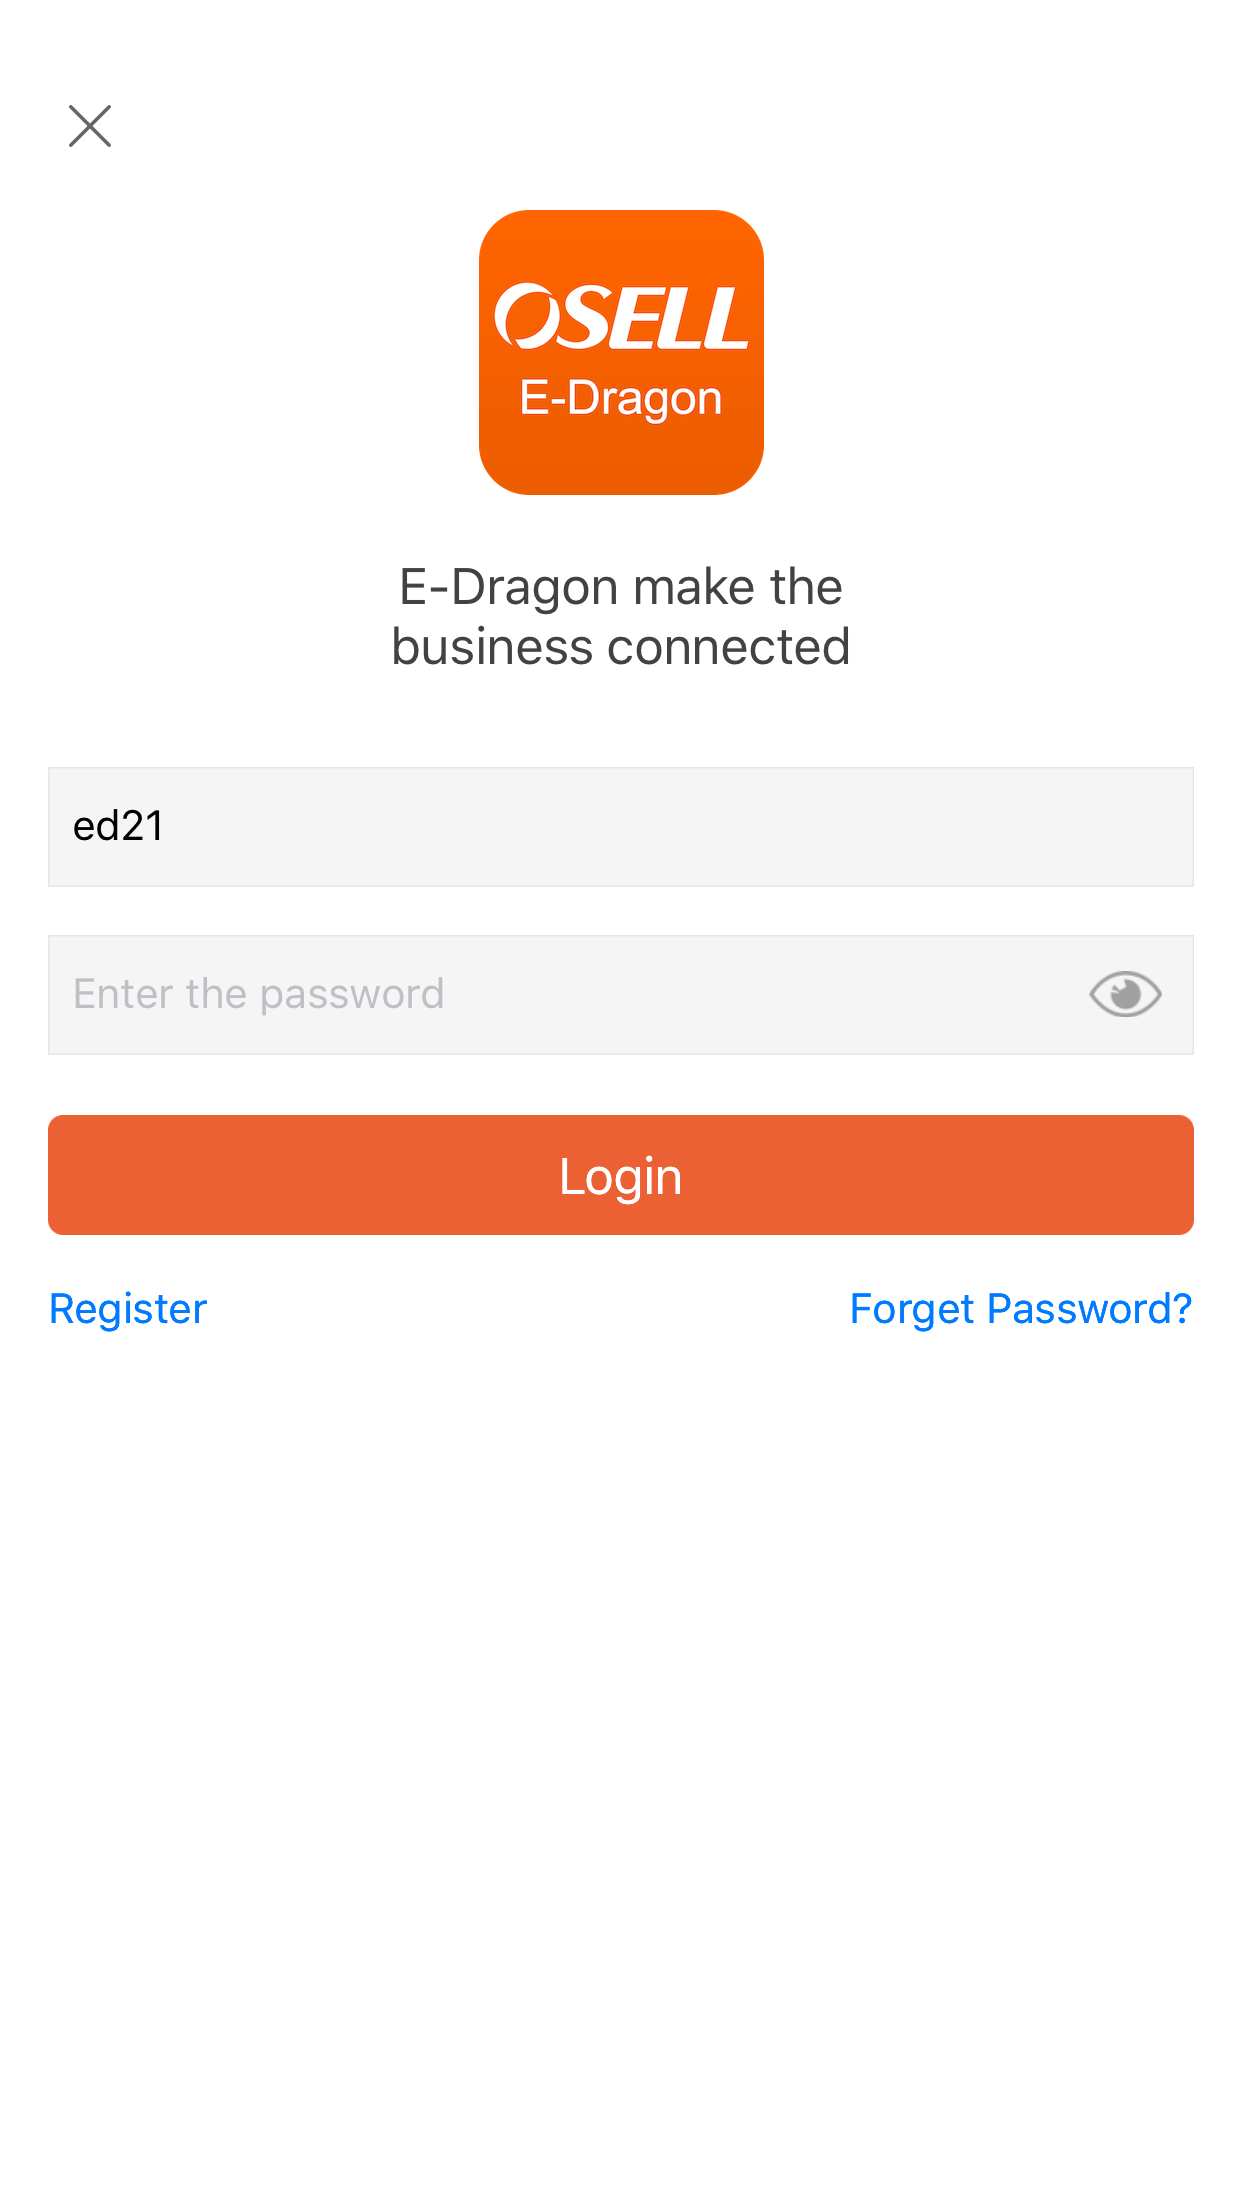 OSELL
E-Dragon
E-Dragon make the
business connected
ed21
Enter the password
Login
Register
Forget Password?